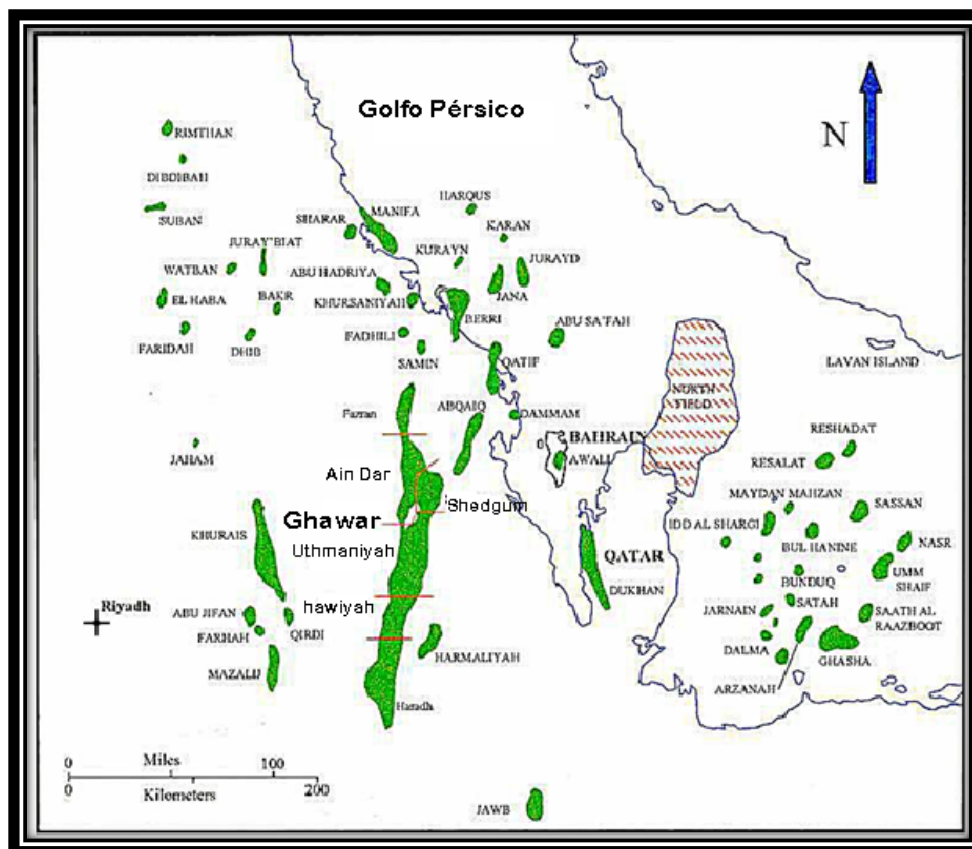 Golfo Pérsico
N
RIMTHAN
DIBDIBAH
SUBAN
HARQUS
MANIFA
SHARAR
KARAN
JURAYBIAT
KURAYN
JURAYD
WATBAN
ABU HADRIYA
EL HABA
BAKR
KHURSANIYAH
JANA
BERRI
FARIDAH
DHIB
FADHILI
ABU SA'FAH
SAMIN
QATIF
LAVAN ISLAND
NORTH
FIELD
Fazran
ABQAIQ
DAMMAM
BAHRAIN
AWALI
RESHADAT
JAHAM
RESALAT
Ain Dar
MAYDAN MAHZAN
Shedgum
SASSAN
Ghawar
IDD AL SHARGI
KHURAIS
BUL HANINE
NASR
Uthmaniyah
QATAR
UMM
SHAIF
BUNDUQ
DUKHAN
hawiyah
SATAH
Riyadh
ABU JIFAN
JARNAIN
SAATH AL
RAAZBOOT
FARHAH
QIRDI
DALMA
HARMALIYAH
GHASHA
MAZALIJ
ARZANAH
Haradh
Miles
0 100
Kilometers 200
JAWB